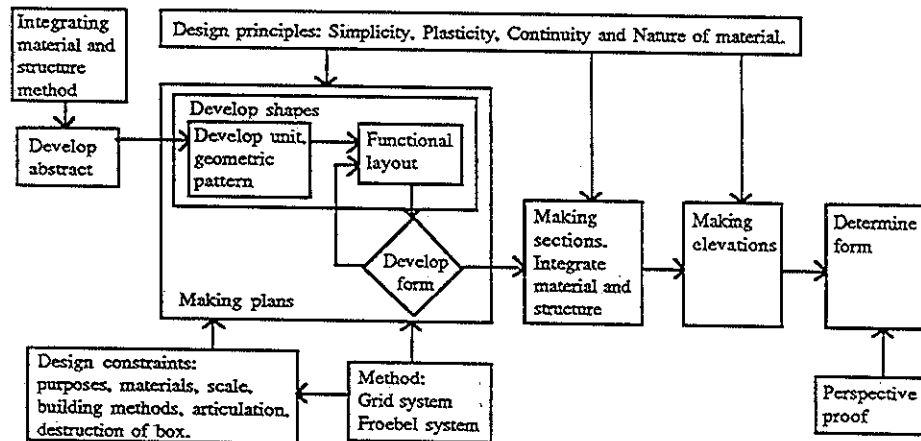 Integrating
material and
structure
method
Design principles: Simplicity, Plasticity, Continuity and Nature of material.
Develop
abstract
Develop shapes
Develop unit,
geometric
pattern
Functional
layout
Develop
form
Making plans
Making
sections.
Integrate
material and
structure
Making
elevations
Determine
form
Design constraints:
purposes, materials, scale,
building methods, articulation,
destruction of box.
Method:
Grid system
Froebel system
Perspective
proof